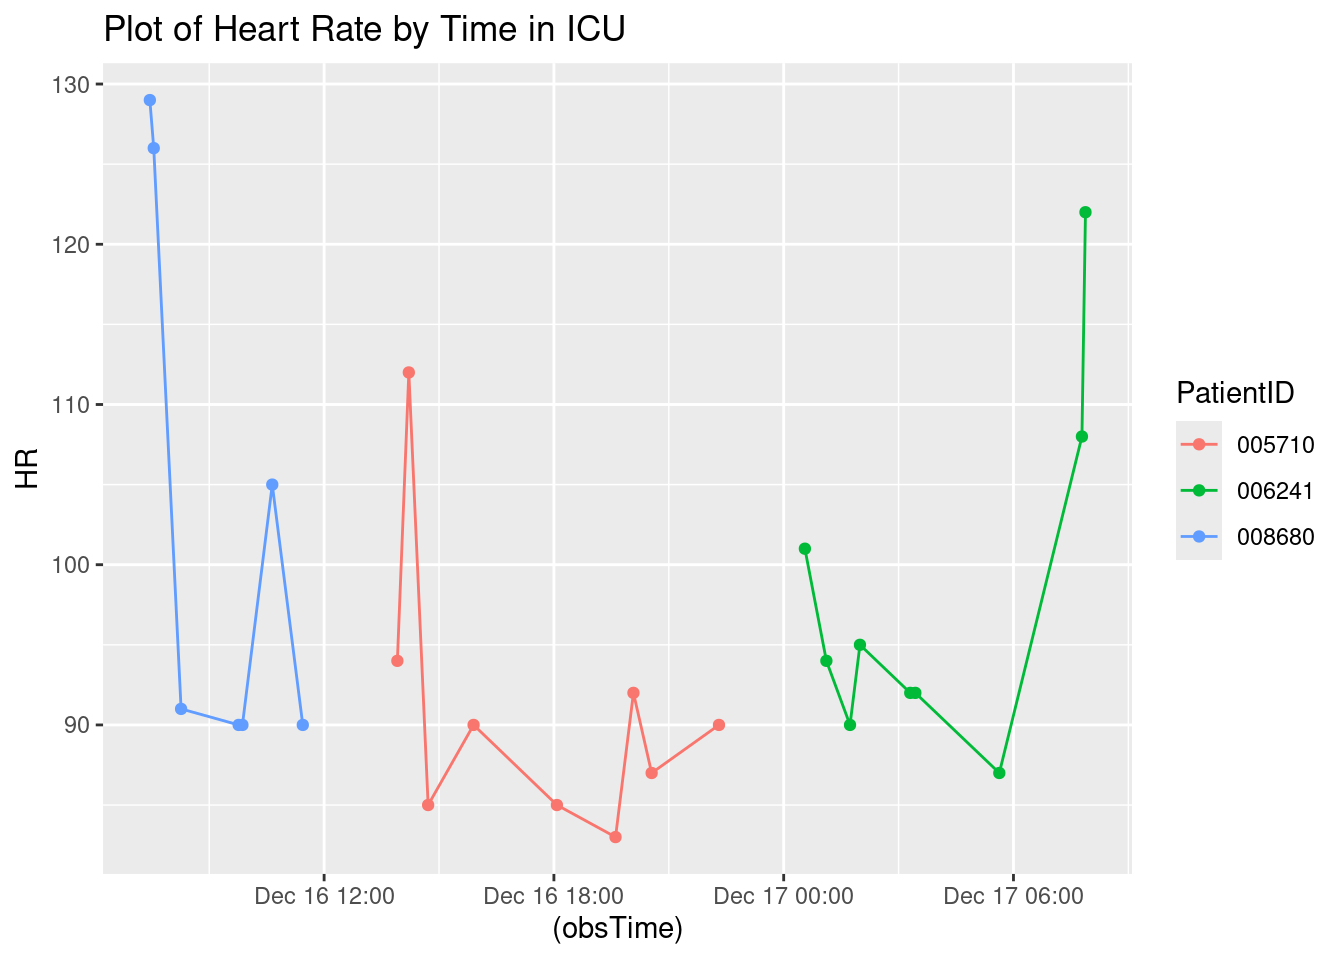 Plot of Heart Rate by Time in ICU
130
120
110
100
90
HR
Dec 16 12:00
Dec 16 18:00
Dec 17 00:00
Dec 17 06:00
(obsTime)
PatientID
005710
006241
008680